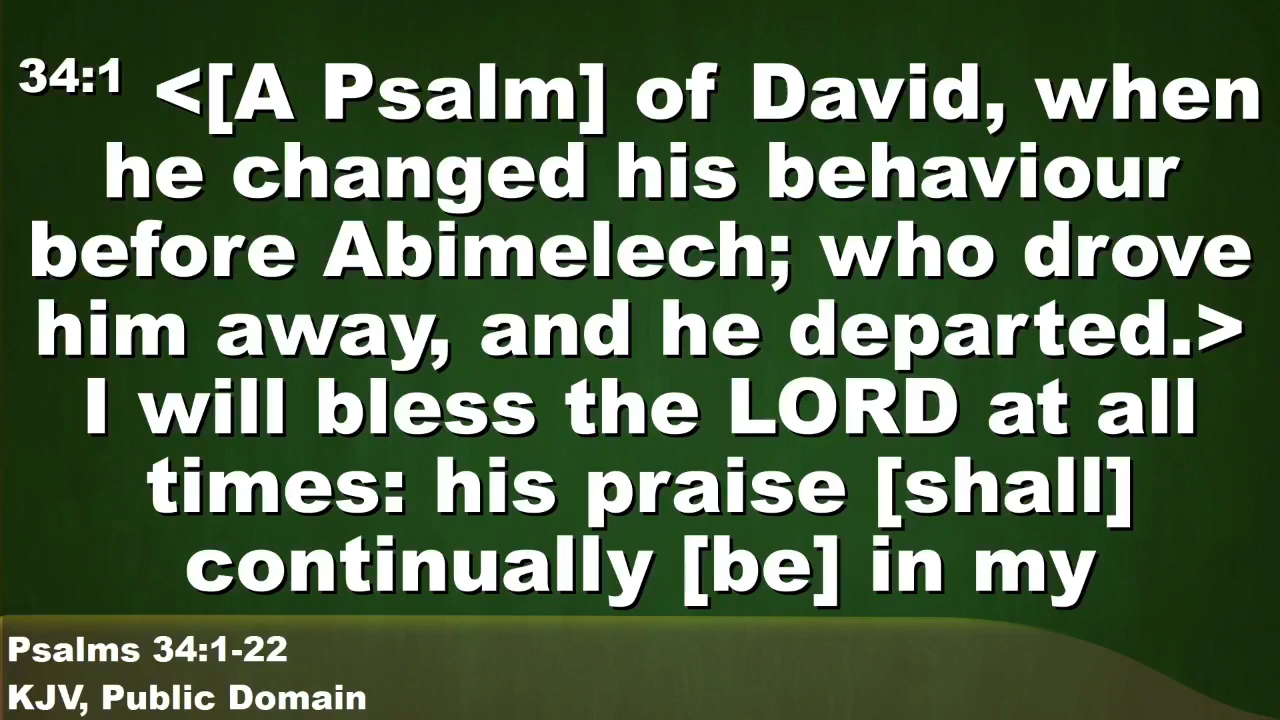 34:1 <[A Psalm] of David, when
he changed his behaviour
before Abimelech; who drove
him away, and he departed.>
I will bless the LORD at all
times: his praise [shall]
continually [be] in my
Psalms 34:1-22
KJV, Public Domain